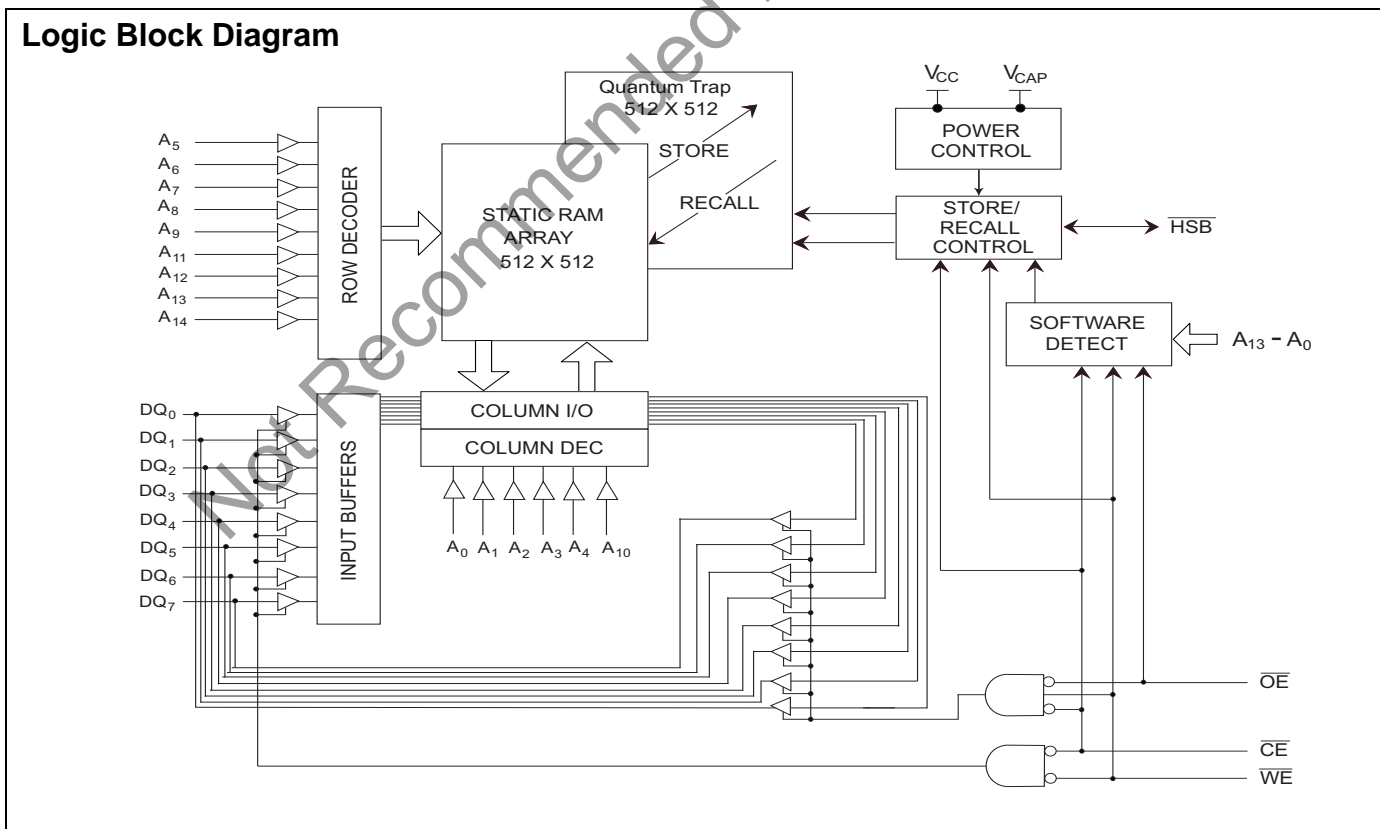 Logic Block Diagram
Not Recommended
Quantum Trap
512 X 512
STORE
RECALL
STATIC RAM
ARRAY
512 X 512
V_CC
V_CAP
POWER
CONTROL
STORE/
RECALL
CONTROL
HSB
SOFTWARE
DETECT
A13 - A0
A5
A6
A7
A8
A9
A11
A12
A13
A14
ROW DECODER
DQ0
DQ1
DQ2
DQ3
DQ4
DQ5
DQ6
DQ7
INPUT BUFFERS
COLUMN I/O
COLUMN DEC
A0 A1 A2 A3 A4 A10
OE
CE
WE